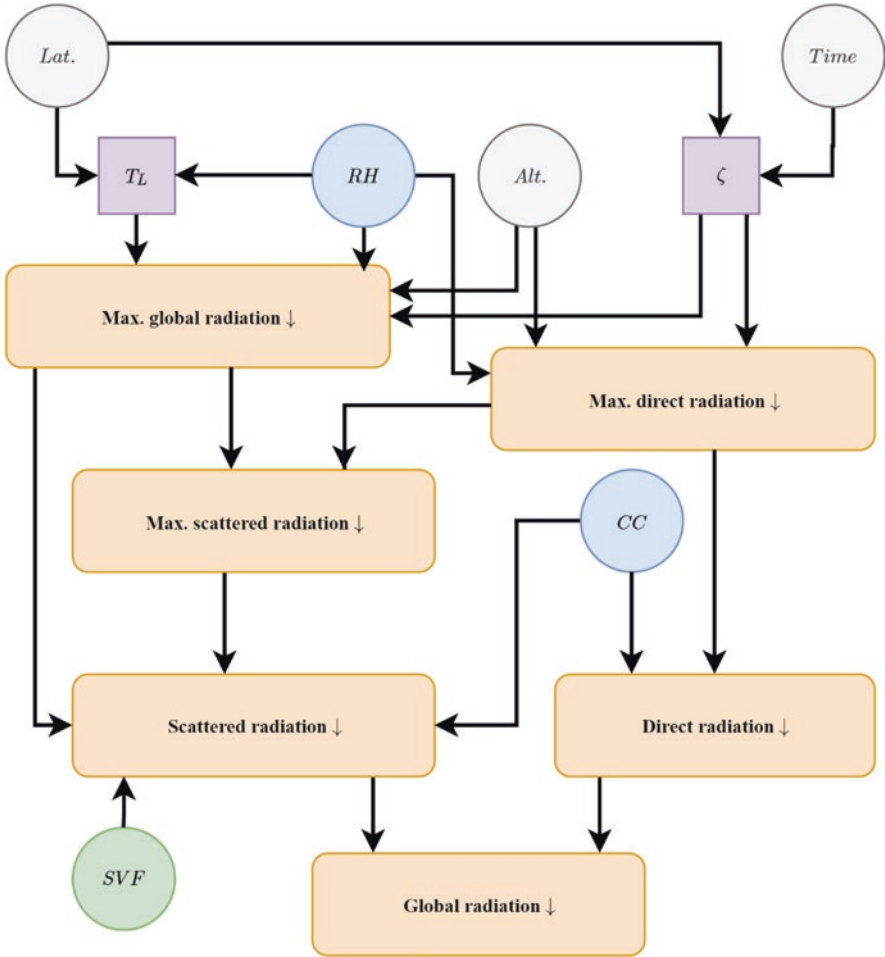 Lat.
Time
T_L
RH
Alt.
ζ
Max. global radiation ↓
Max. direct radiation ↓
Max. scattered radiation ↓
CC
Scattered radiation ↓
Direct radiation ↓
SVF
Global radiation ↓